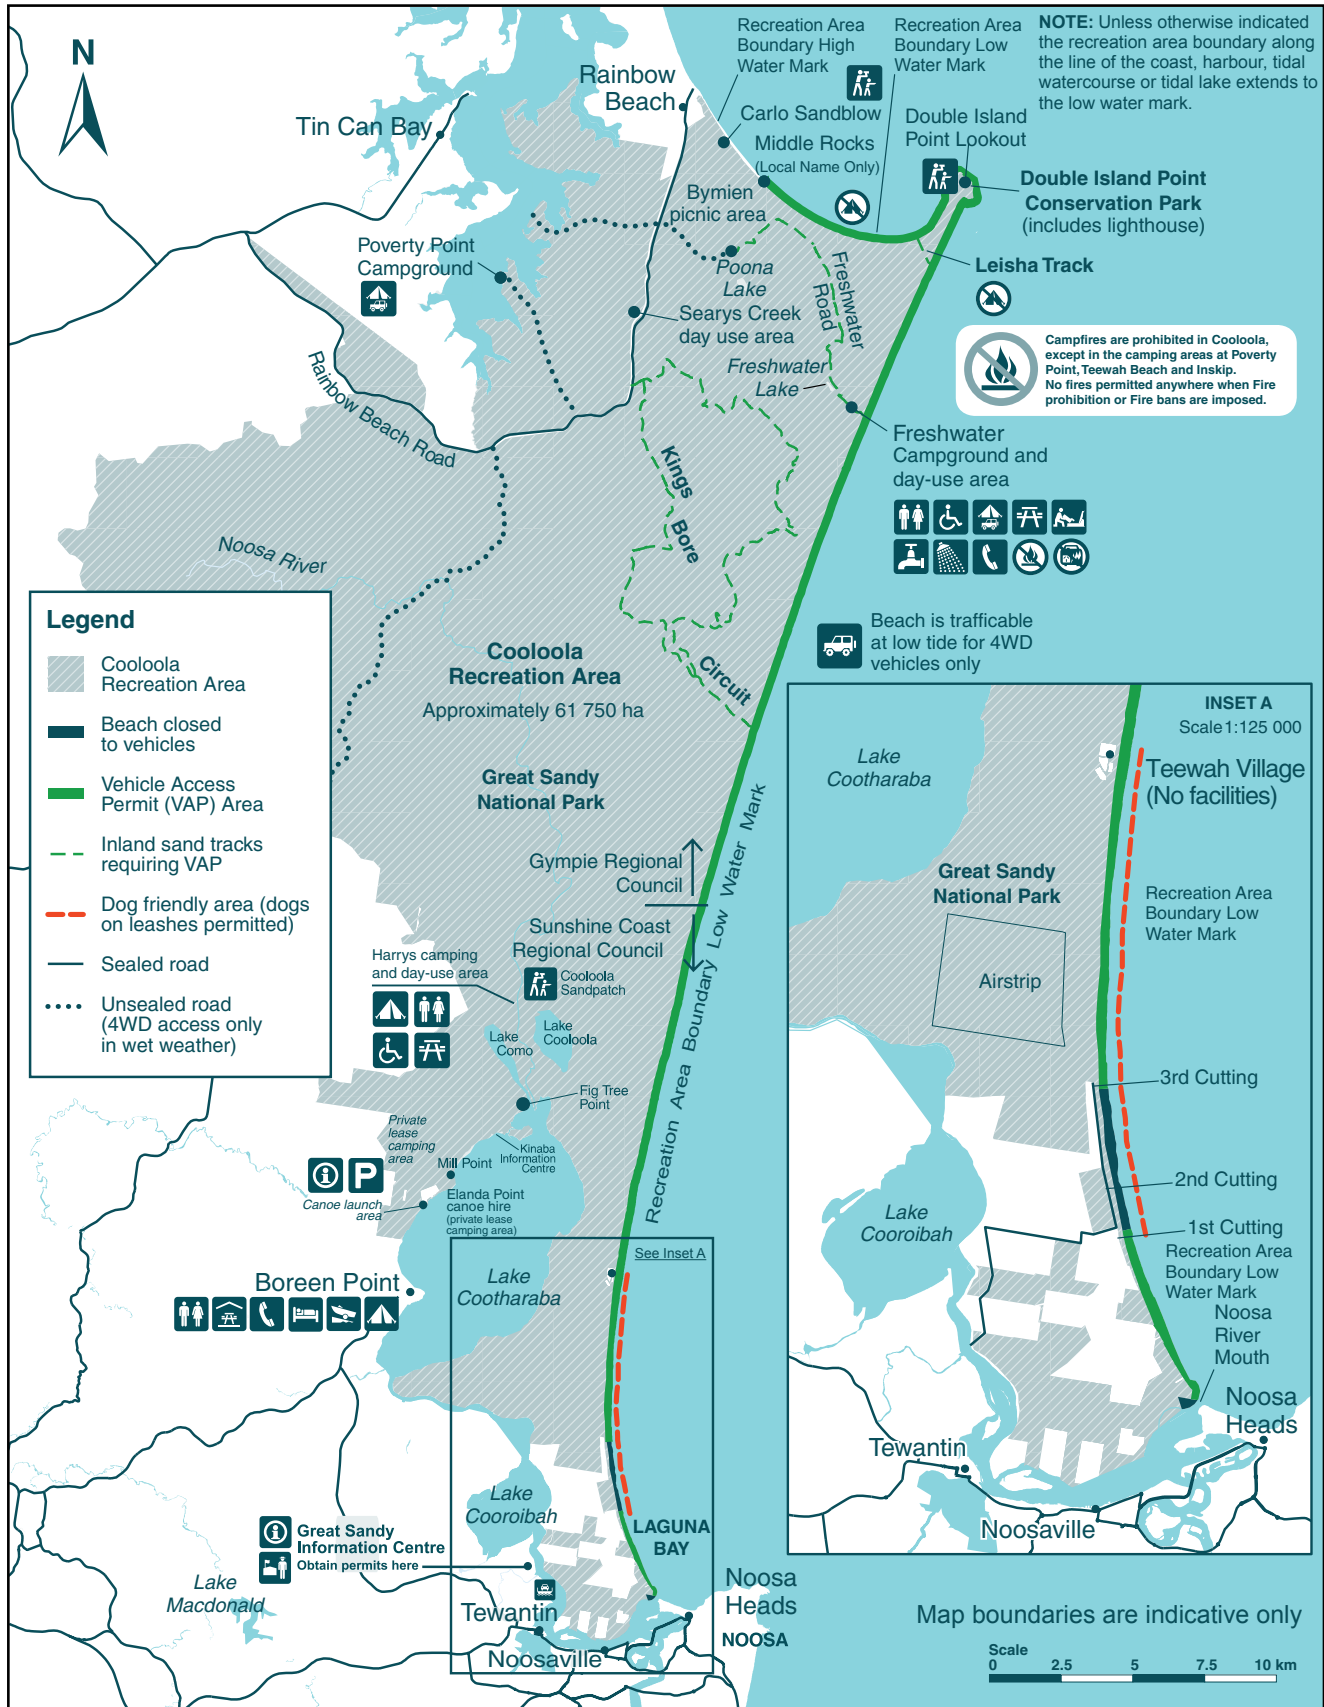 N
Tin Can Bay
Rainbow
Beach
Recreation Area
Boundary High
Water Mark
Recreation Area
Boundary Low
Water Mark
NOTE: Unless otherwise indicated
the recreation area boundary along
the line of the coast, harbour, tidal
watercourse or tidal lake extends to
the low water mark.
Carlo Sandblow
Middle Rocks
(Local Name Only)
Double Island
Point Lookout
Double Island Point
Conservation Park
(includes lighthouse)
Bymien
picnic area
Poverty Point
Campground
Poona
Lake
Freshwater
Road
Leisha Track
Searys Creek
day use area
Freshwater
Lake
Campfires are prohibited in Cooloola,
except in the camping areas at Poverty
Point, Teewah Beach and Inskip.
No fires permitted anywhere when Fire
prohibition or Fire bans are imposed.
Rainbow Beach Road
Freshwater
Campground and
day-use area
Kings
Bore
Circuit
Noosa River
Legend
Cooloola
Recreation Area
Beach closed
to vehicles
Vehicle Access
Permit (VAP) Area
Inland sand tracks
requiring VAP
Dog friendly area (dogs
on leashes permitted)
Sealed road
Unsealed road
(4WD access only
in wet weather)
Cooloola
Recreation Area
Approximately 61 750 ha
Great Sandy
National Park
Beach is trafficable
at low tide for 4WD
vehicles only
Gympie Regional
Council
Sunshine Coast
Regional Council
Recreation Area Boundary Low Water Mark
Harrys camping
and day-use area
Cooloola
Sandpatch
Lake
Como
Lake
Cooloola
Fig Tree
Point
Private
lease
camping
area
Kinaba
Information
Centre
Mill Point
P
Canoe launch
area
Elanda Point
canoe hire
(private lease
camping area)
Boreen Point
Lake
Cootharaba
See Inset A
Lake
Cooroibah
LAGUNA
BAY
Great Sandy
Information Centre
Obtain permits here
Lake
Macdonald
Tewantin
Noosaville
Noosa
Heads
NOOSA
INSET A
Scale 1:125 000
Lake
Cootharaba
Teewah Village
(No facilities)
Great Sandy
National Park
Recreation Area
Boundary Low
Water Mark
Airstrip
3rd Cutting
2nd Cutting
1st Cutting
Lake
Cooroibah
Recreation Area
Boundary Low
Water Mark
Noosa
River
Mouth
Noosa
Heads
Tewantin
Noosaville
Map boundaries are indicative only
Scale
0 2.5 5 7.5 10 km